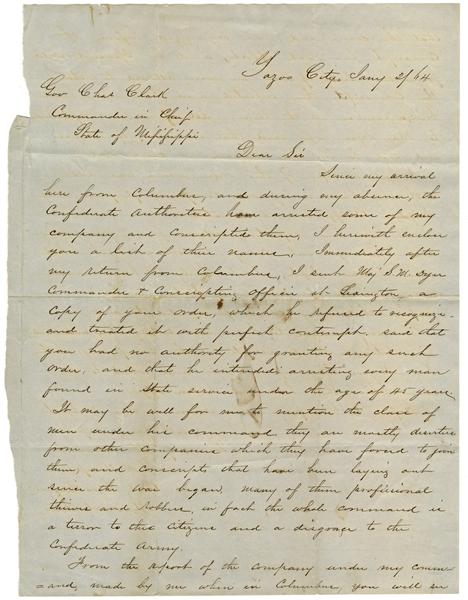 Yazoo City Jany 2/64
Gov Chas Clark
Commander in Chief
State of Mississippi
Dear Sir
Since my arrival
here from Columbus, and during my absence, the
Confederate Authorities have arrested some of my
company and Conscripted them, I herewith enclose
you a list of their names. Immediately after
my return from Columbus, I sent Maj S. M.
Commander & Conscripting Officer at Lexington, a
copy of your order, which he refused to recognize
and treated it with perfect contempt. said that
you had no authority for granting any such
order, and that he intended arresting every man
found in State service under the age of 45 years
It may be well for me to mention the class of
men under his command they are mostly deserters
from other companies which they have forced to join
them, and conscripts that have been laying out
since the war began, many of them professional
thieves and robbers, in fact the whole command is
a terror to the citizens and a disgrace to the
Confederate Army.
From the report of the company under my comm
=and, made by me when in Columbus, you will see